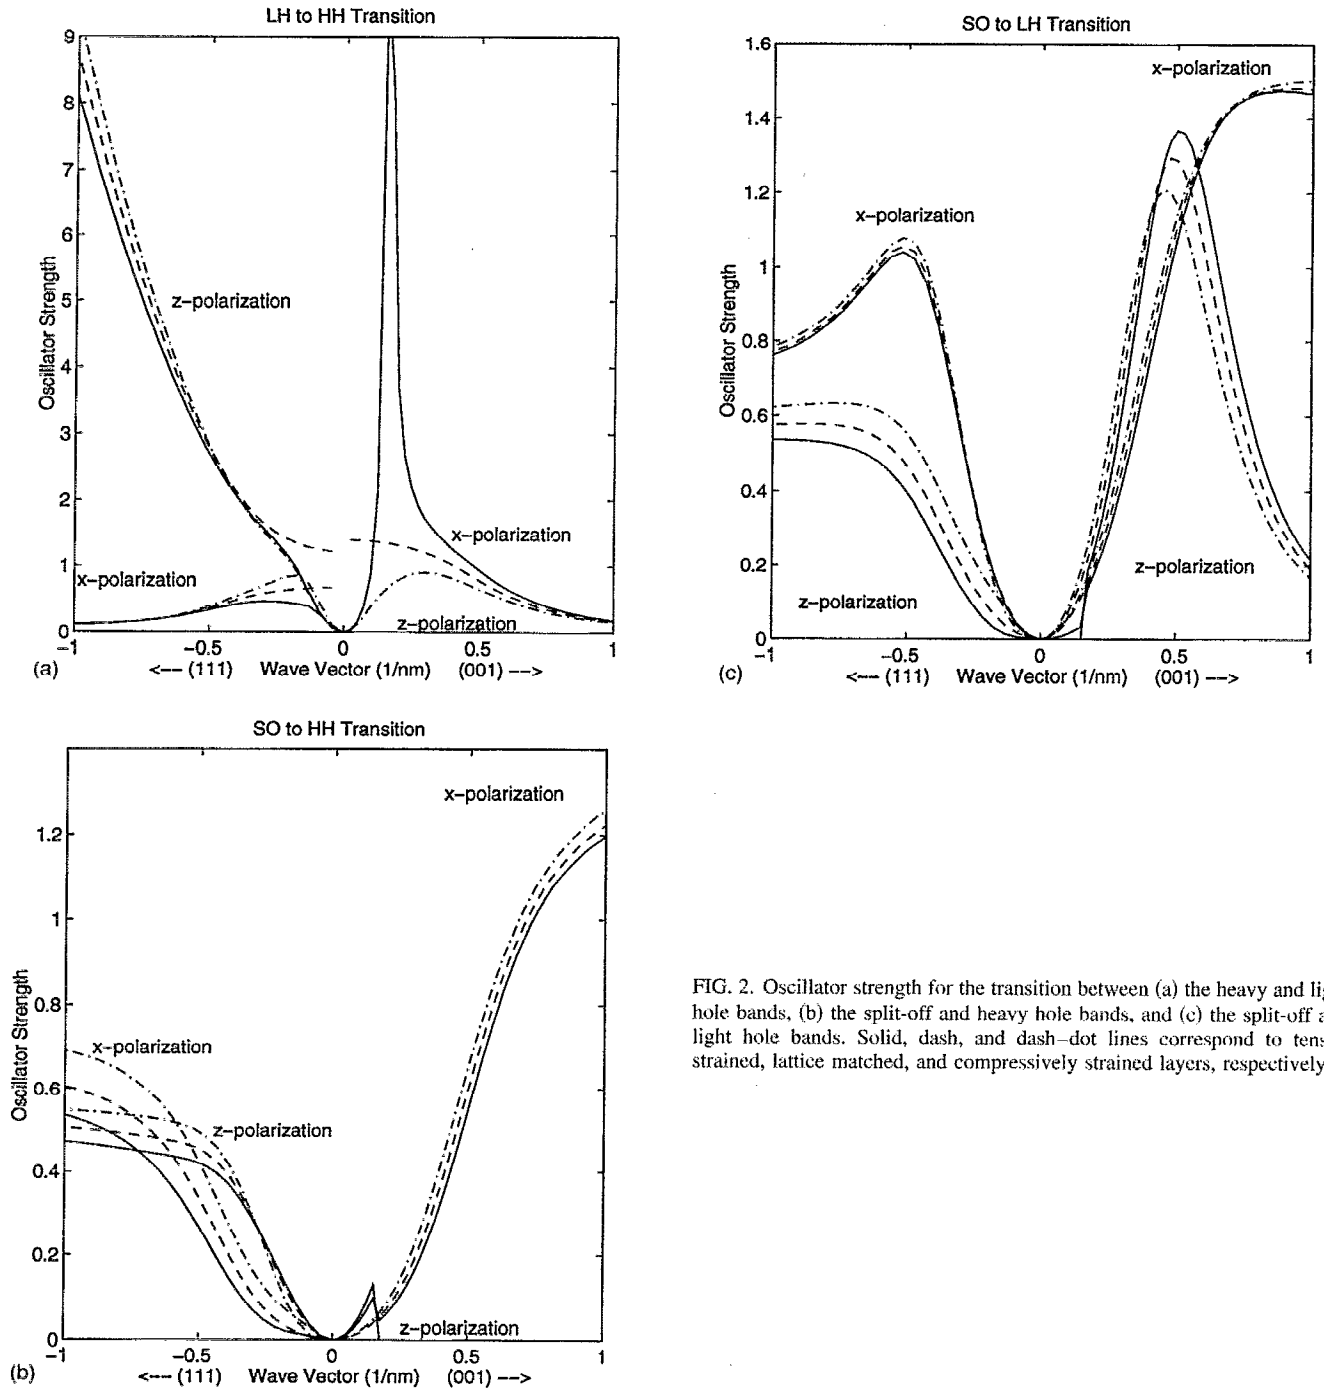 LH to HH Transition
9
8
7
6
5
4
3
2
1
0
Oscillator Strength
z-polarization
x-polarization
x-polarization
z-polarization
-1 -0.5 0 0.5 1
(a) <-- (111) Wave Vector (1/nm) (001) -->
SO to LH Transition
1.6
1.4
1.2
1
0.8
0.6
0.4
0.2
0
Oscillator Strength
x-polarization
x-polarization
z-polarization
z-polarization
-1 -0.5 0 0.5 1
(c) <-- (111) Wave Vector (1/nm) (001) -->
SO to HH Transition
1.2
1
0.8
0.6
0.4
0.2
0
Oscillator Strength
x-polarization
x-polarization
z-polarization
z-polarization
-1 -0.5 0 0.5 1
(b) <-- (111) Wave Vector (1/nm) (001) -->
FIG. 2. Oscillator strength for the transition between (a) the heavy and li
hole bands, (b) the split-off and heavy hole bands, and (c) the split-off a
light hole bands. Solid, dash, and dash–dot lines correspond to tens
strained, lattice matched, and compressively strained layers, respectively